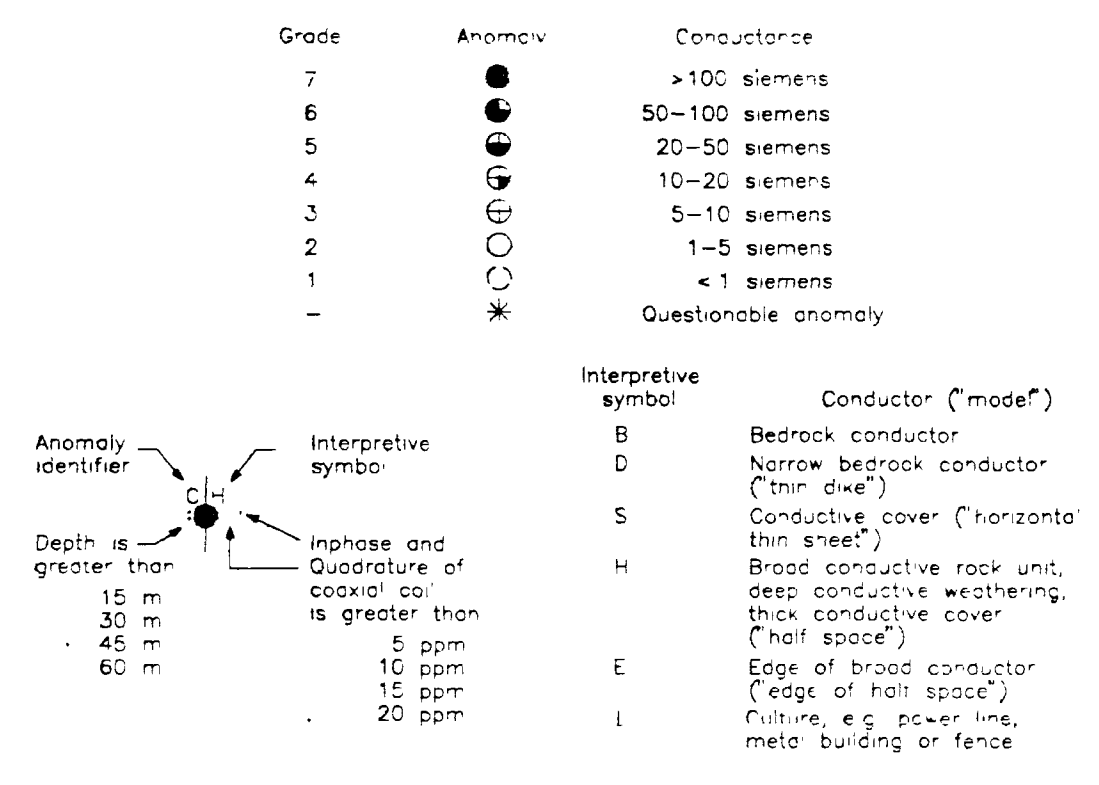 Grade Anomaly Conductance
7 >100 siemens
6 50-100 siemens
5 20-50 siemens
4 10-20 siemens
3 5-10 siemens
2 1-5 siemens
1 < 1 siemens
- Questionable anomaly
Interpretive
symbol Conductor ("model")
B Bedrock conductor
D Narrow bedrock conductor
("thin dike")
S Conductive cover ("horizontal
thin sheet")
H Broad conductive rock unit,
deep conductive weathering,
thick conductive cover
("half space")
E Edge of broad conductor
("edge of half space")
L Culture, e.g. power line,
metal building or fence
Anomaly
identifier
Interpretive
symbol
C H
Depth is
greater than
15 m
30 m
45 m
60 m
Inphase and
Quadrature of
coaxial coil
is greater than
5 ppm
10 ppm
15 ppm
20 ppm